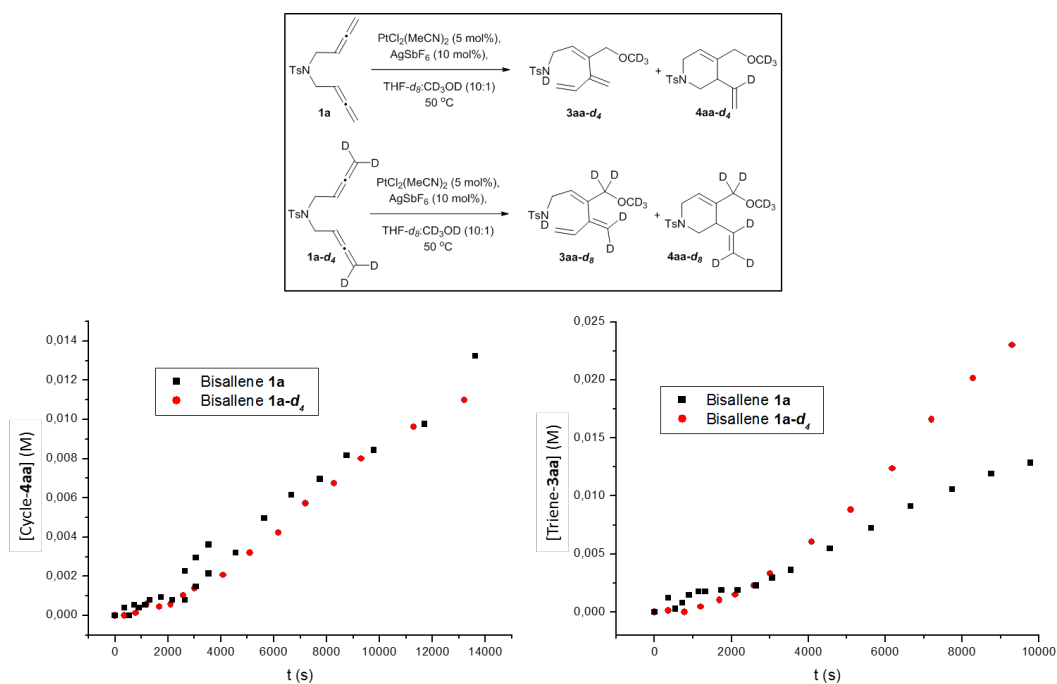 PtCl2(MeCN)2 (5 mol%),
AgSbF6 (10 mol%),
THF-d8:CD3OD (10:1)
50 °C
TsN
1a
TsN
D
OCD3
3aa-d4
+
TsN
D
OCD3
4aa-d4
D
D
PtCl2(MeCN)2 (5 mol%),
AgSbF6 (10 mol%),
THF-d8:CD3OD (10:1)
50 °C
TsN
D
D
1a-d4
D D
TsN
D
OCD3
D
D
3aa-d8
+
D D
TsN
OCD3
D
D D
4aa-d8
[Cycle-4aa] (M)
0,014
0,012
0,010
0,008
0,006
0,004
0,002
0,000
Bisallene 1a
Bisallene 1a-d4
0 2000 4000 6000 8000 10000 12000 14000
t (s)
[Triene-3aa] (M)
0,025
0,020
0,015
0,010
0,005
0,000
Bisallene 1a
Bisallene 1a-d4
0 2000 4000 6000 8000 10000
t (s)